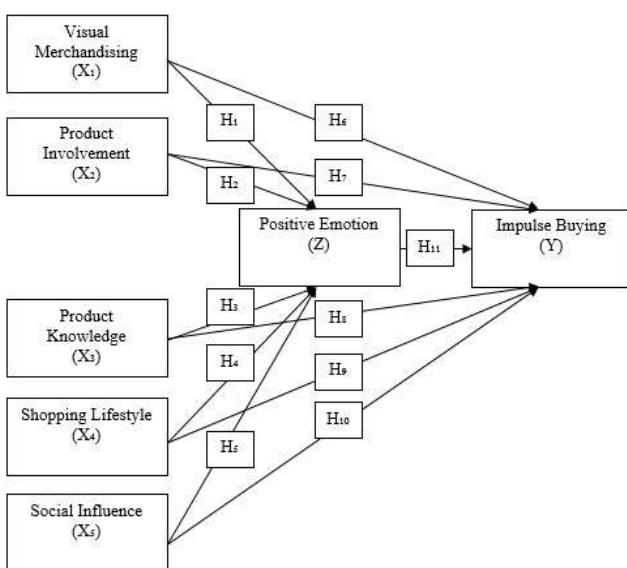 Visual
Merchandising
(X₁)
H₁
H₆
Product
Involvement
(X₂)
H₂
H₇
Positive Emotion
(Z)
H₁₁
Impulse Buying
(Y)
Product
Knowledge
(X₃)
H₃
H₈
H₄
H₉
Shopping Lifestyle
(X₄)
H₅
H₁₀
Social Influence
(X₅)